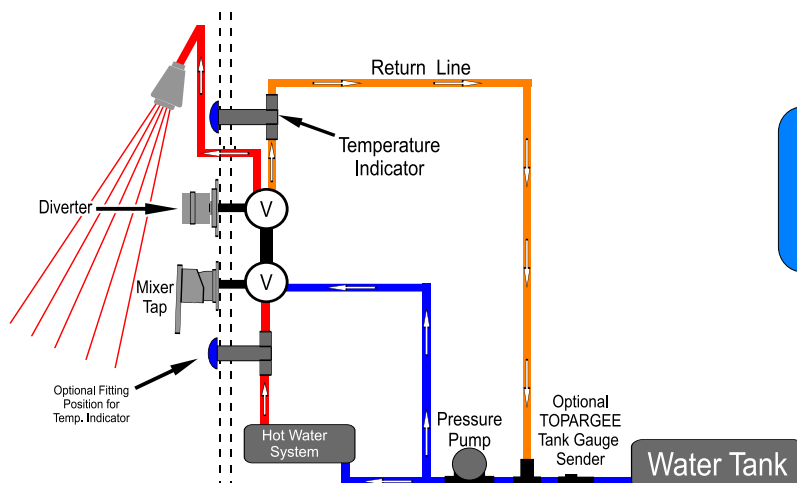 Return Line
Temperature
Indicator
Diverter
V
Mixer
Tap
V
Optional Fitting
Position for
Temp. Indicator
Hot Water
System
Pressure
Pump
Optional
TOPARGEE
Tank Gauge
Sender
Water Tank